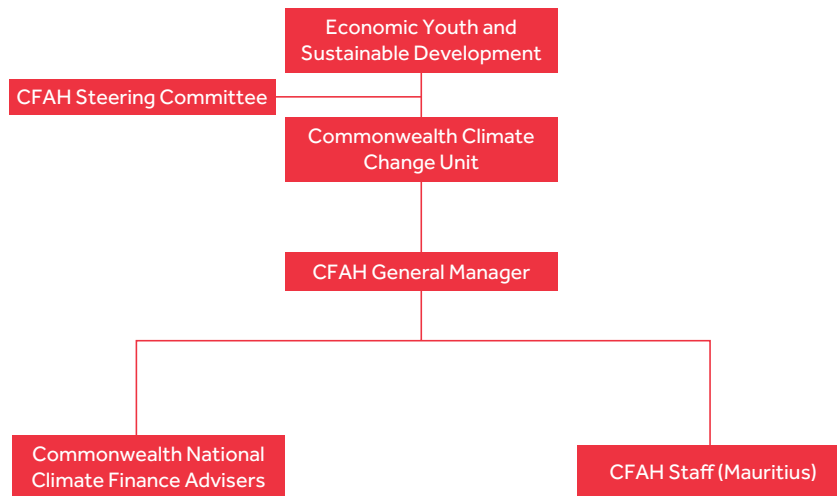 Economic Youth and
Sustainable Development
CFAH Steering Committee
Commonwealth Climate
Change Unit
CFAH General Manager
Commonwealth National
Climate Finance Advisers
CFAH Staff (Mauritius)